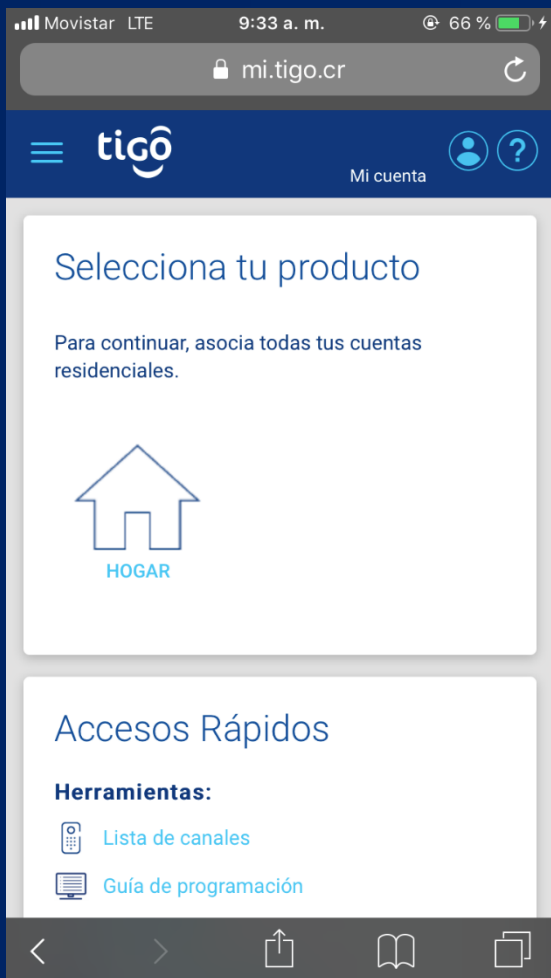 Movistar LTE 9:33 a. m. 66 %
mi.tigo.cr
tigo
Mi cuenta
?
Selecciona tu producto
Para continuar, asocia todas tus cuentas
residenciales.
HOGAR
Accesos Rápidos
Herramientas:
Lista de canales
Guía de programación